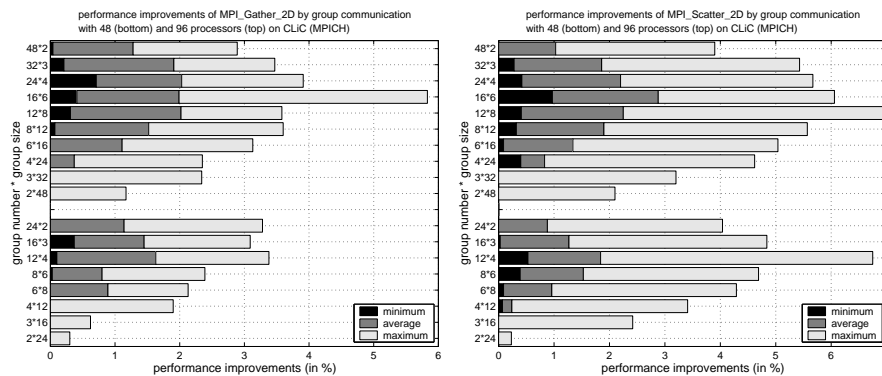 performance improvements of MPI_Gather_2D by group communication
with 48 (bottom) and 96 processors (top) on CLiC (MPICH)
group number * group size
48*2
32*3
24*4
16*6
12*8
8*12
6*16
4*24
3*32
2*48
24*2
16*3
12*4
8*6
6*8
4*12
3*16
2*24
minimum
average
maximum
0 1 2 3 4 5 6
performance improvements (in %)
performance improvements of MPI_Scatter_2D by group communication
with 48 (bottom) and 96 processors (top) on CLiC (MPICH)
group number * group size
48*2
32*3
24*4
16*6
12*8
8*12
6*16
4*24
3*32
2*48
24*2
16*3
12*4
8*6
6*8
4*12
3*16
2*24
minimum
average
maximum
0 1 2 3 4 5 6
performance improvements (in %)